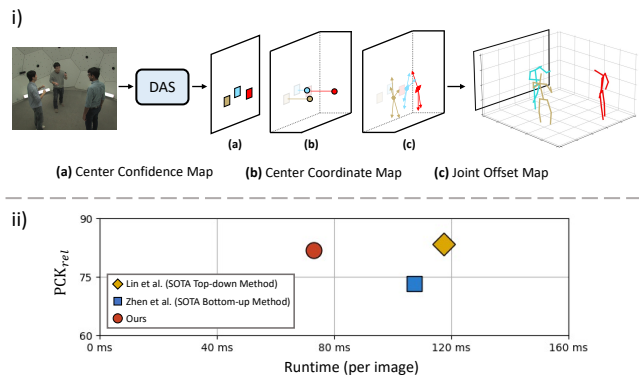 i)
DAS
(a)
(b)
(c)
(a) Center Confidence Map
(b) Center Coordinate Map
(c) Joint Offset Map
ii)
90
75
60
PCK_rel
Lin et al. (SOTA Top-down Method)
Zhen et al. (SOTA Bottom-up Method)
Ours
0 ms
40 ms
80 ms
120 ms
160 ms
Runtime (per image)